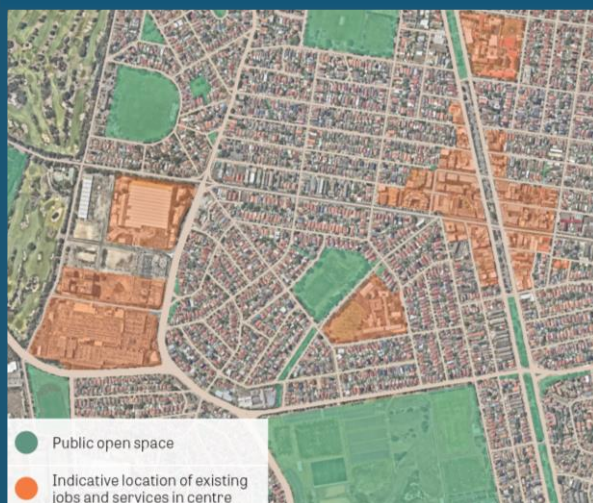 Public open space
Indicative location of existing
jobs and services in centre